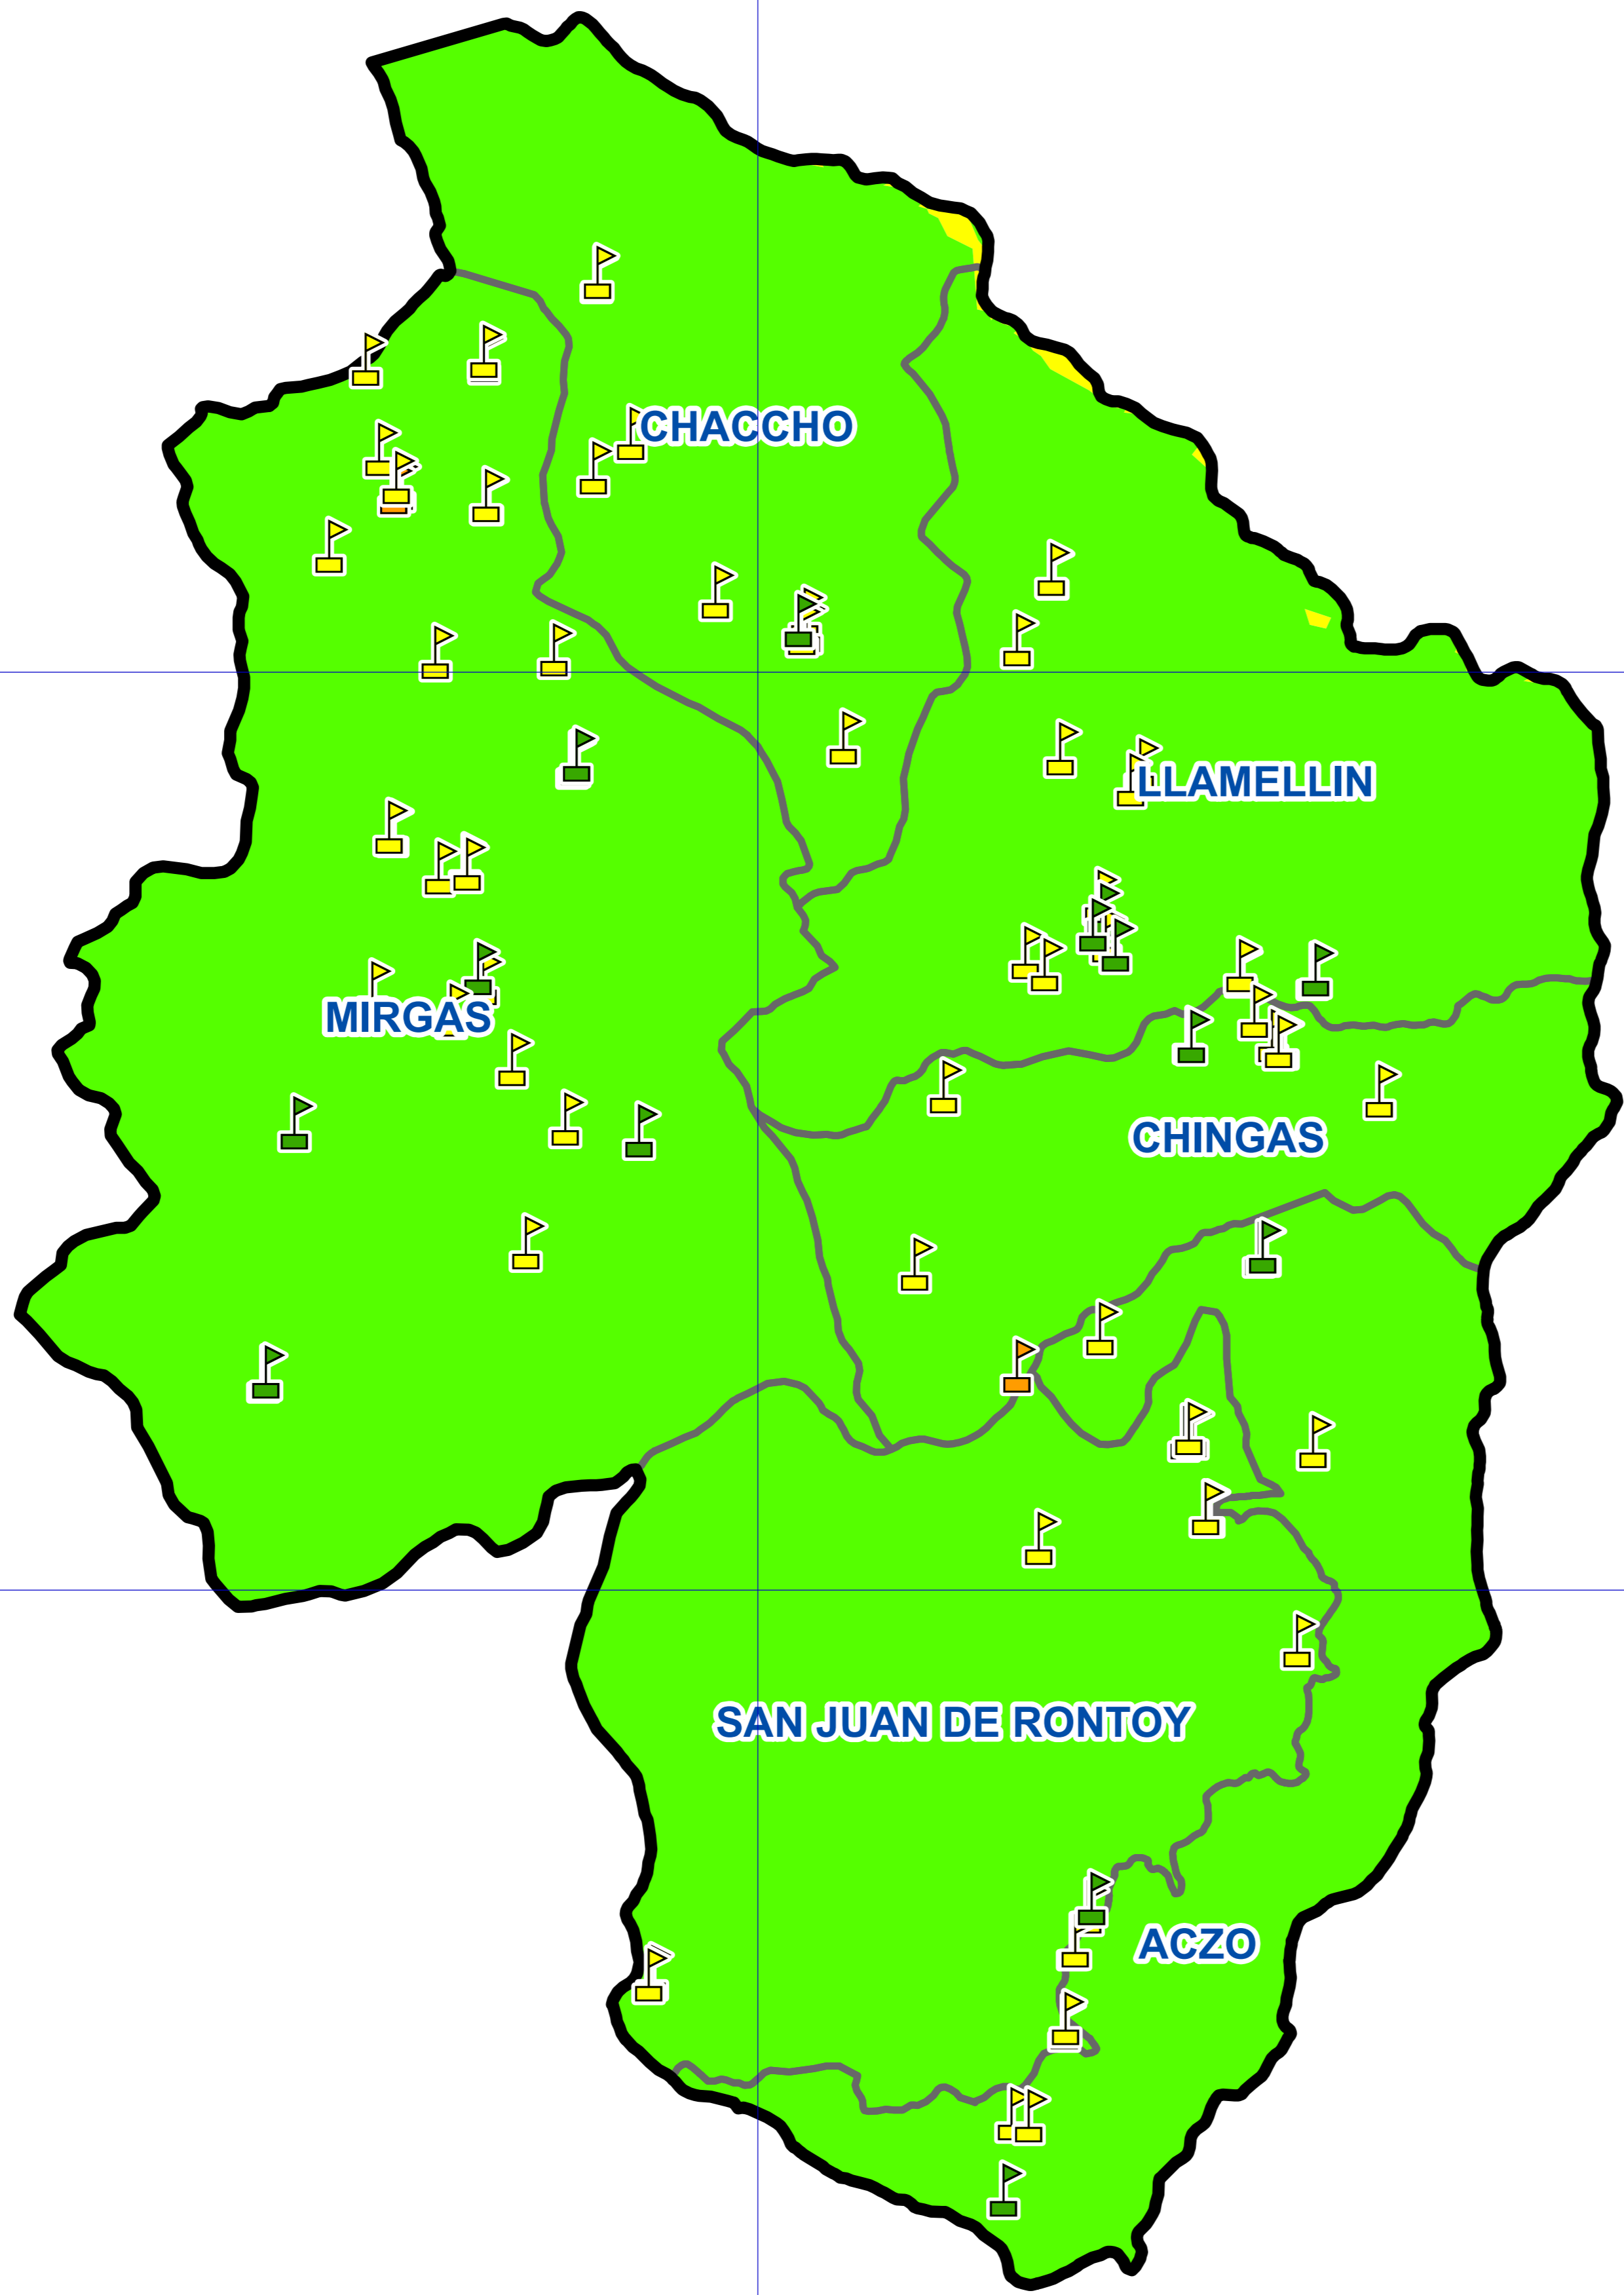 CHACCHO
LLAMELLIN
MIRGAS
CHINGAS
SAN JUAN DE RONTOY
ACZO